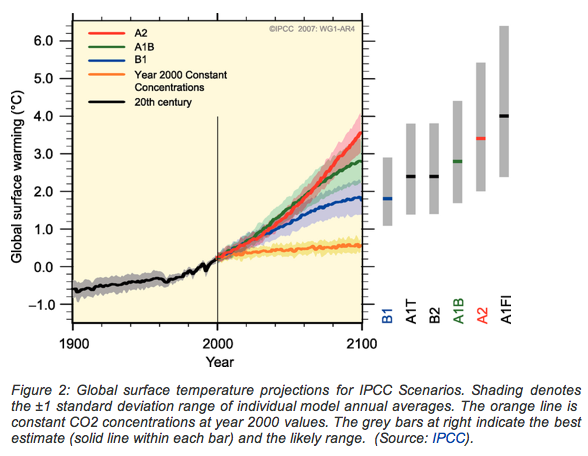 ©IPCC 2007: WG1-AR4
A2
A1B
B1
Year 2000 Constant
Concentrations
20th century
Global surface warming (°C)
6.0
5.0
4.0
3.0
2.0
1.0
0.0
−1.0
1900
2000
2100
Year
B1
A1T
B2
A1B
A2
A1FI
Figure 2: Global surface temperature projections for IPCC Scenarios. Shading denotes
the ±1 standard deviation range of individual model annual averages. The orange line is
constant CO2 concentrations at year 2000 values. The grey bars at right indicate the best
estimate (solid line within each bar) and the likely range. (Source: IPCC).